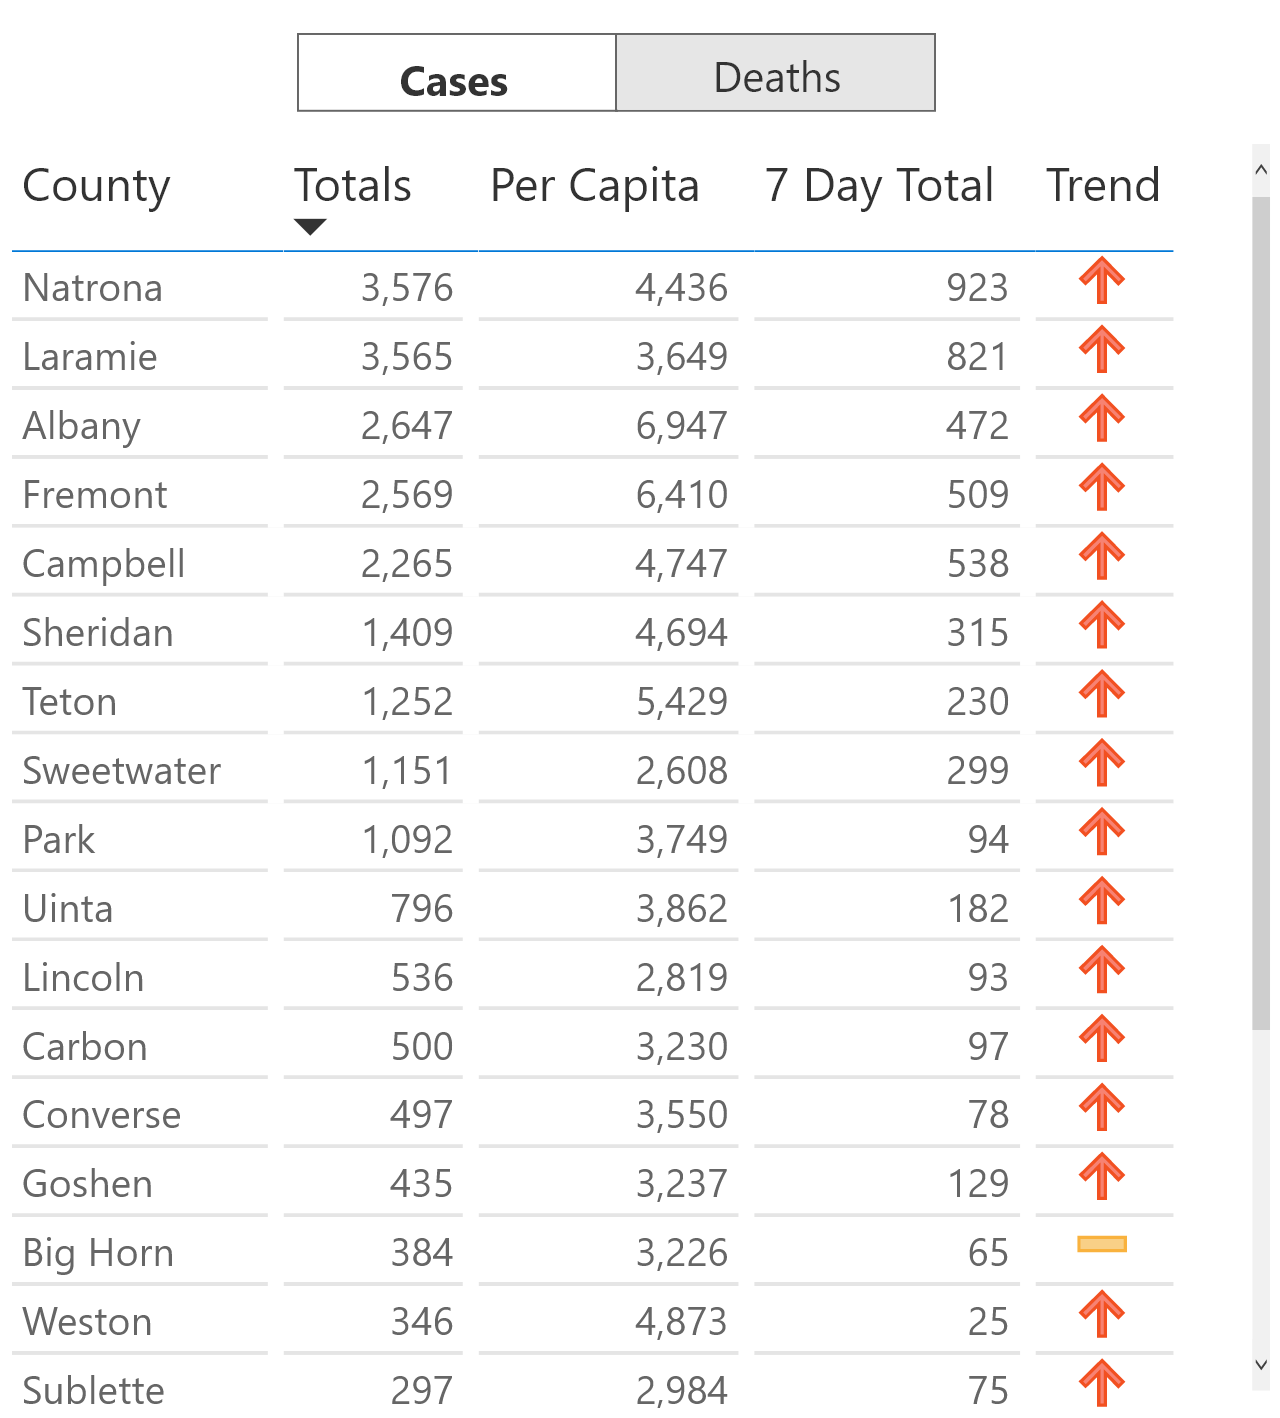 Cases Deaths
County Totals Per Capita 7 Day Total Trend
Natrona 3,576 4,436 923
Laramie 3,565 3,649 821
Albany 2,647 6,947 472
Fremont 2,569 6,410 509
Campbell 2,265 4,747 538
Sheridan 1,409 4,694 315
Teton 1,252 5,429 230
Sweetwater 1,151 2,608 299
Park 1,092 3,749 94
Uinta 796 3,862 182
Lincoln 536 2,819 93
Carbon 500 3,230 97
Converse 497 3,550 78
Goshen 435 3,237 129
Big Horn 384 3,226 65
Weston 346 4,873 25
Sublette 297 2,984 75